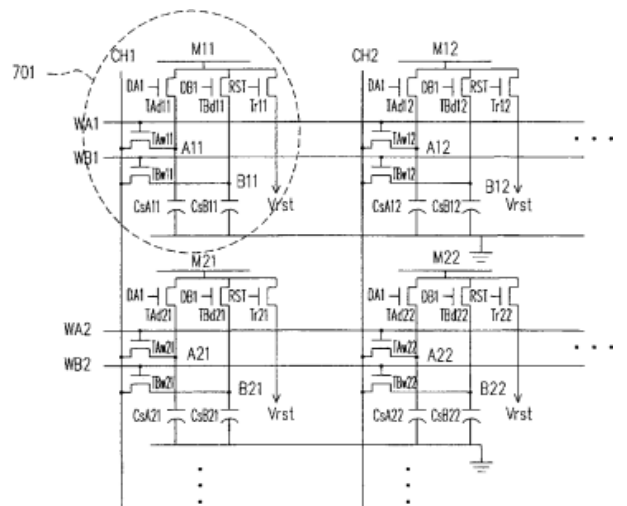 CH1 M11 CH2 M12
701
DA1 DB1 RST DA1 DB1 RST
TAd11 TBd11 Tr11 TAd12 TBd12 Tr12
WA1
TAw11 A11 TAw12 A12
WB1
TBw11 B11 TBw12 B12
CsA11 CsB11 Vrst CsA12 CsB12 Vrst
M21 M22
DA1 DB1 RST DA1 DB1 RST
TAd21 TBd21 Tr21 TAd22 TBd22 Tr22
WA2
TAw21 A21 TAw22 A22
WB2
TBw21 B21 TBw22 B22
CsA21 CsB21 Vrst CsA22 CsB22 Vrst